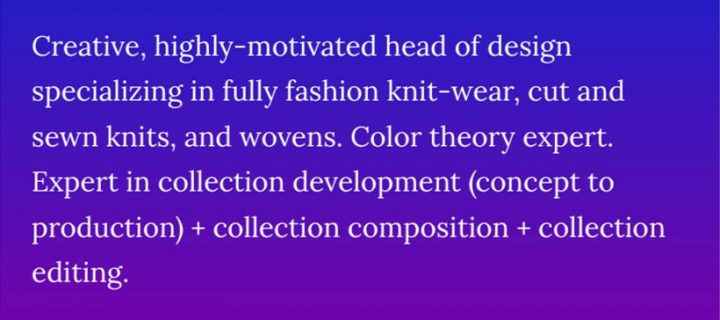 Creative, highly-motivated head of design
specializing in fully fashion knit-wear, cut and
sewn knits, and wovens. Color theory expert.
Expert in collection development (concept to
production) + collection composition + collection
editing.